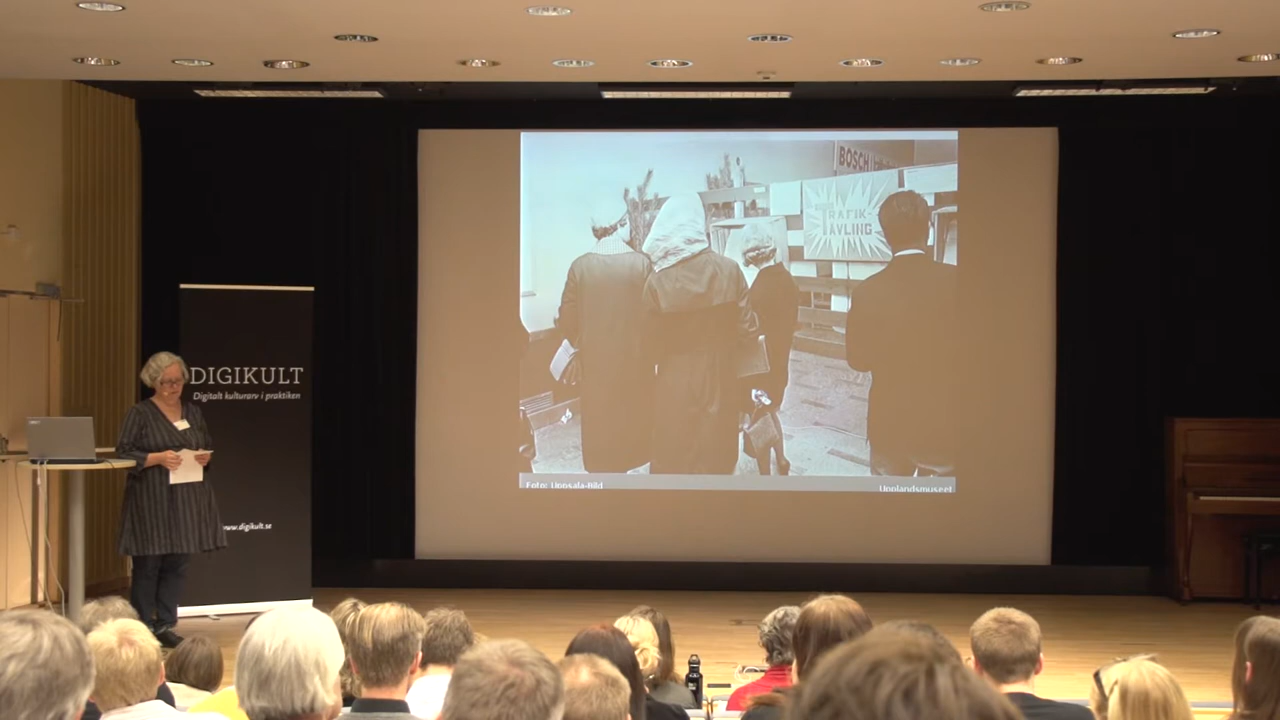 BOSCH
TRAFIK-
TÄVLING
Foto: Uppsala-Bild
Upplandsmuseet
DIGIKULT
Digitalt kulturarv i praktiken
www.digikult.se